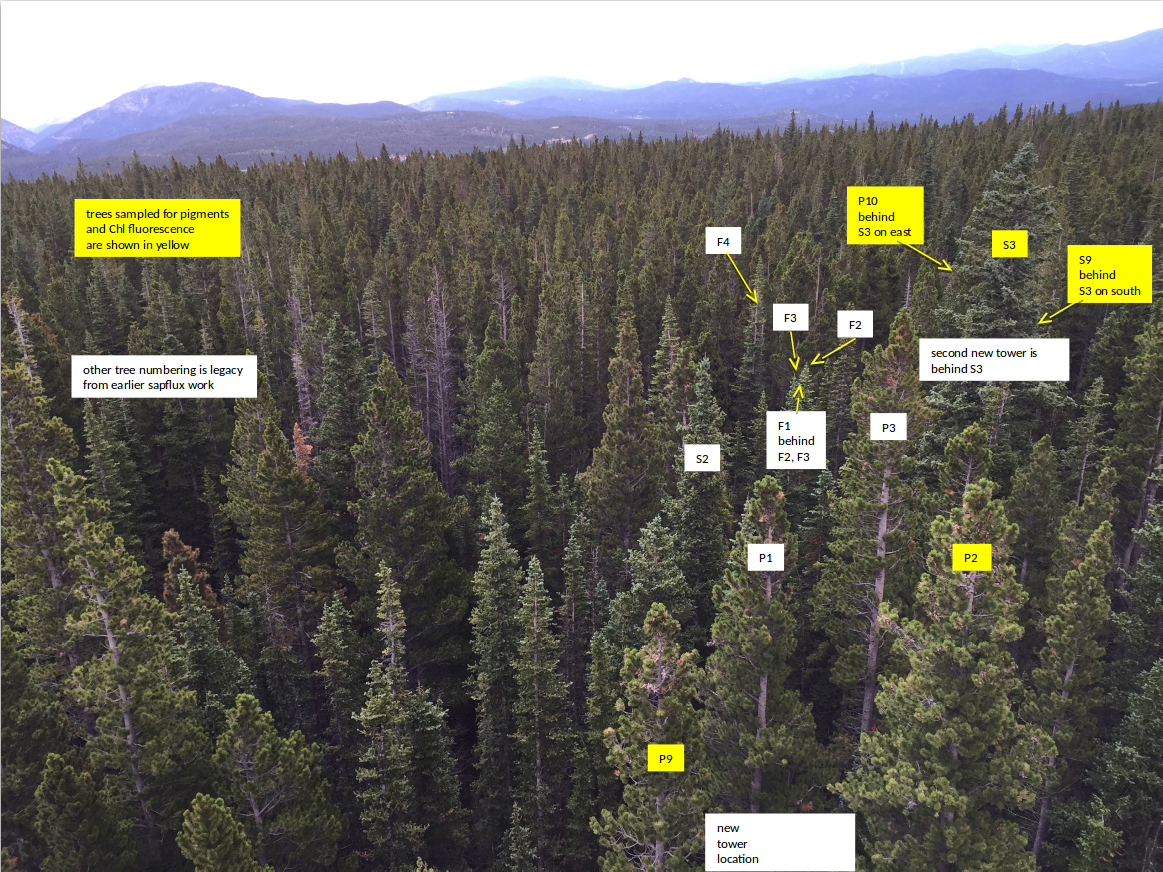 trees sampled for pigments
and Chl fluorescence
are shown in yellow
other tree numbering is legacy
from earlier sapflux work
F4
P10
behind
S3 on east
S3
S9
behind
S3 on south
F3
F2
second new tower is
behind S3
F1
behind
F2, F3
P3
S2
P1
P2
P9
new
tower
location